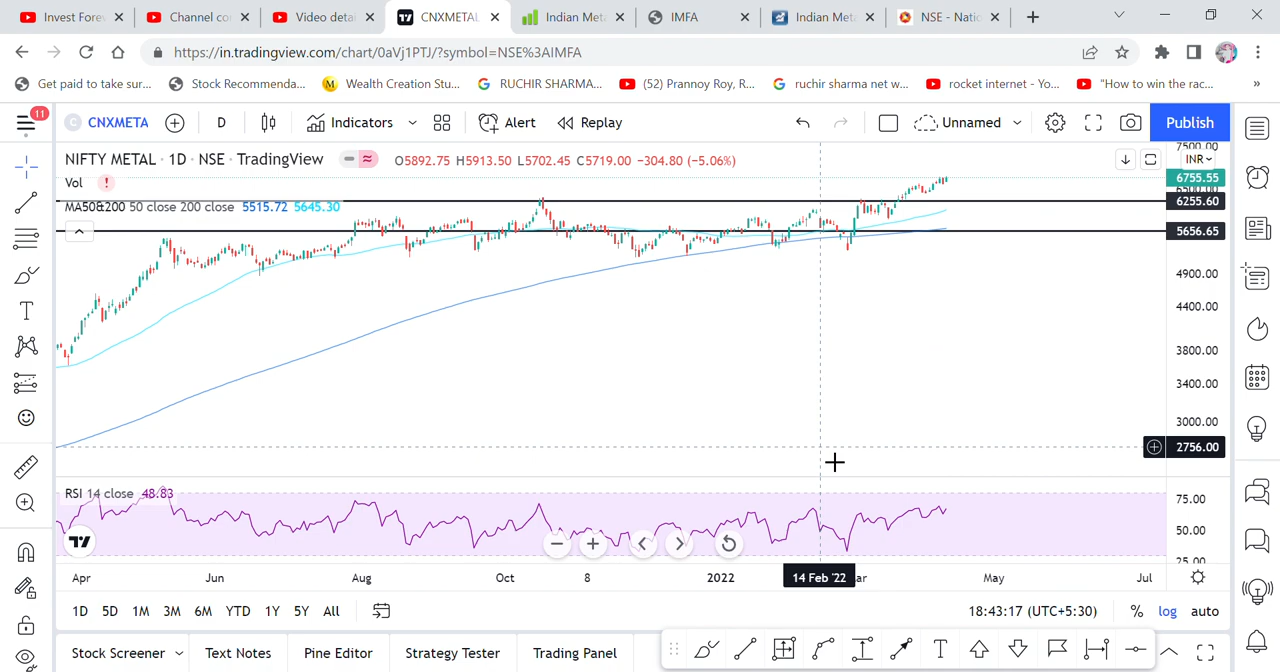 Invest Fore
Channel co
Video detai
CNXMETAL
Indian Meta
IMFA
Indian Meta
NSE - Natio
https://in.tradingview.com/chart/0aVj1PTJ/?symbol=NSE%3AIMFA
Get paid to take sur...
Stock Recommenda...
M
Wealth Creation Stu...
RUCHIR SHARMA...
(52) Prannoy Roy, R...
ruchir sharma net w...
rocket internet - Yo...
"How to win the rac...
»
11
C
CNXMETA
D
Indicators
Alert
Replay
Unnamed
Publish
NIFTY METAL · 1D · NSE · TradingView
O5892.75 H5913.50 L5702.45 C5719.00 −304.80 (−5.06%)
7500.00
INR
Vol
!
6755.55
6500.00
MA50&200 50 close 200 close 5515.72 5645.30
6255.60
5656.65
4900.00
4400.00
3800.00
3400.00
3000.00
2756.00
RSI 14 close 48.83
75.00
50.00
25.00
Apr
Jun
Aug
Oct
8
2022
14 Feb '22
ar
May
Jul
1D
5D
1M
3M
6M
YTD
1Y
5Y
All
18:43:17 (UTC+5:30)
%
log
auto
Stock Screener
Text Notes
Pine Editor
Strategy Tester
Trading Panel